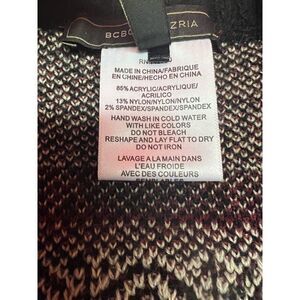 BCBG ZRIA
RN
MADE IN CHINA/FABRIQUE
EN CHINE/HECHO EN CHINA
85% ACRYLIC/ACRYLIQUE/
ACRILICO
13% NYLON/NYLON/NYLON
2% SPANDEX/SPANDEX/SPANDEX
HAND WASH IN COLD WATER
WITH LIKE COLORS
DO NOT BLEACH
RESHAPE AND LAY FLAT TO DRY
DO NOT IRON
LAVAGE A LA MAIN DANS
L'EAU FROIDE
AVEC DES COULEURS